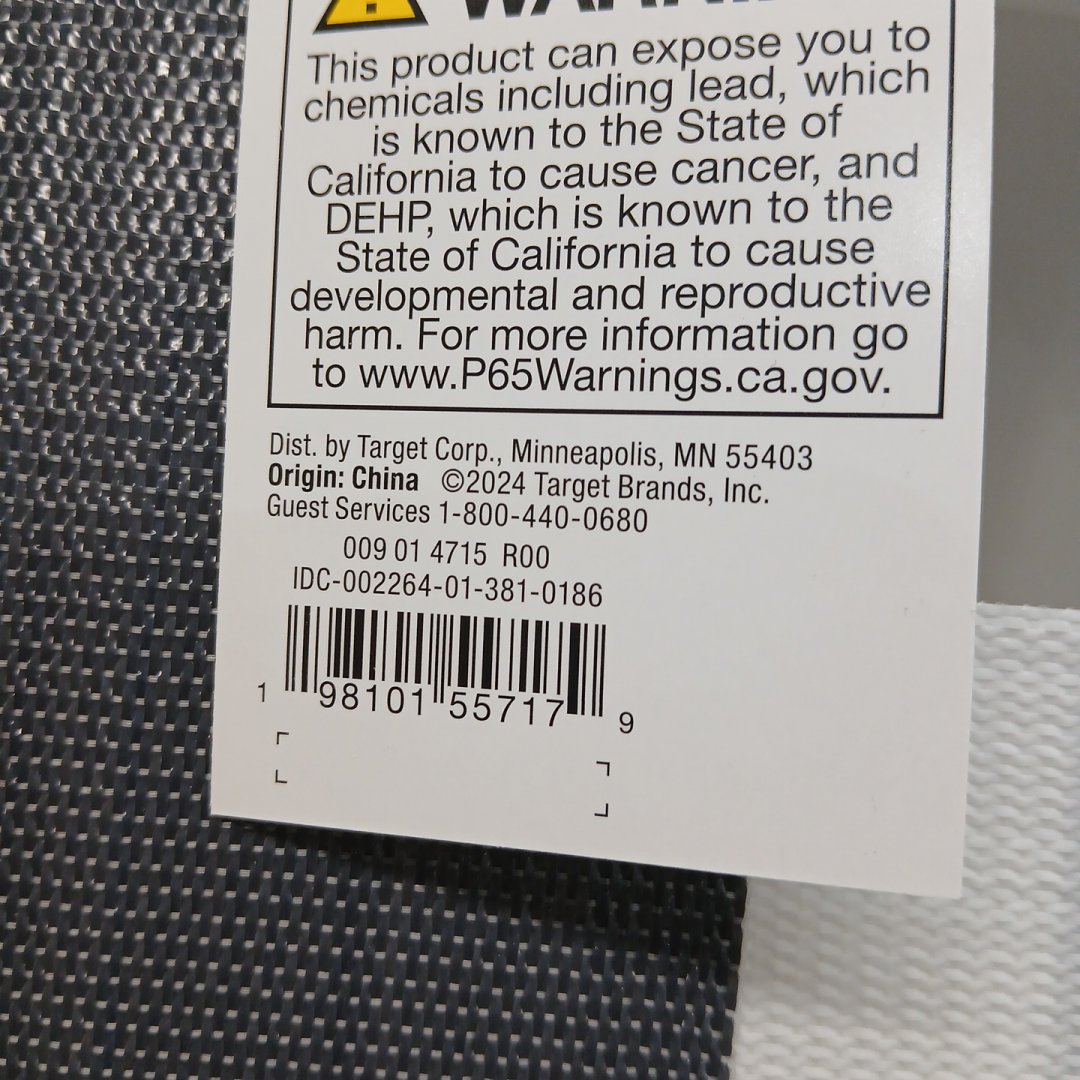 WARNI
This product can expose you to
chemicals including lead, which
is known to the State of
California to cause cancer, and
DEHP, which is known to the
State of California to cause
developmental and reproductive
harm. For more information go
to www.P65Warnings.ca.gov.
Dist. by Target Corp., Minneapolis, MN 55403
Origin: China ©2024 Target Brands, Inc.
Guest Services 1-800-440-0680
009 01 4715 R00
IDC-002264-01-381-0186
1 98101 55717 9